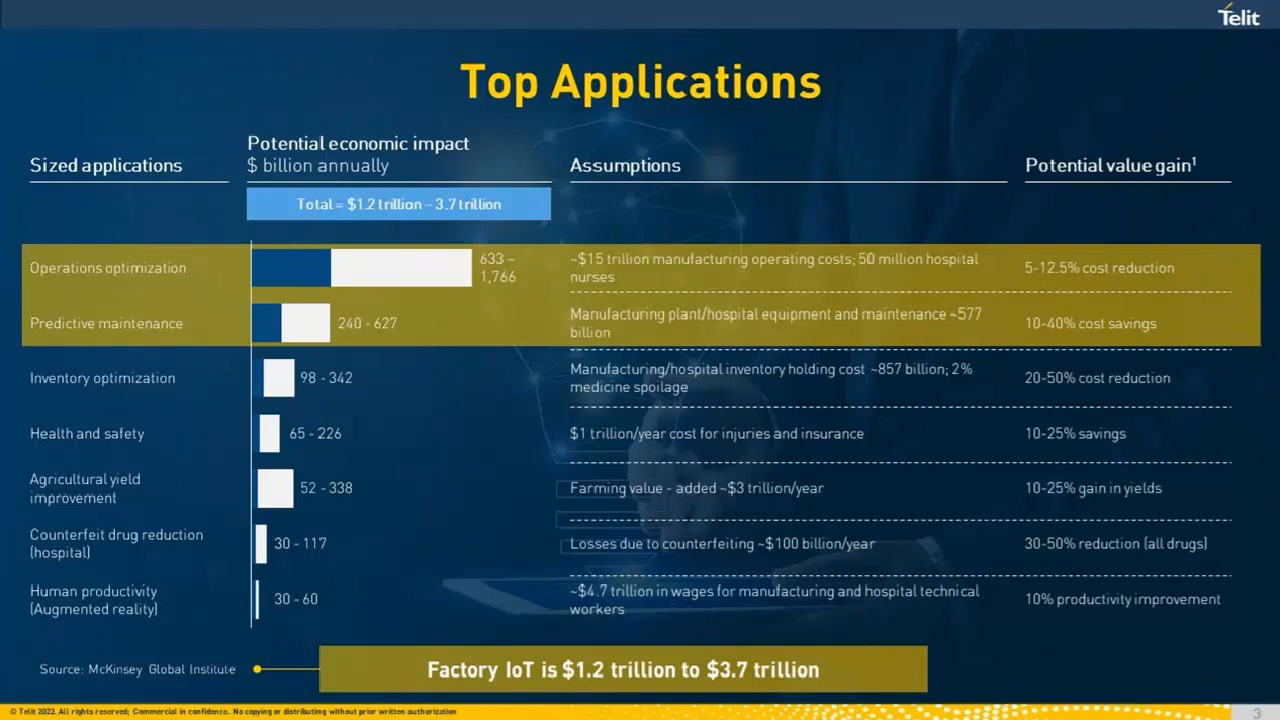 Telit
Top Applications
Sized applications
Potential economic impact
$ billion annually
Assumptions
Potential value gain¹
Total = $1.2 trillion – 3.7 trillion
Operations optimization
633 –
1,766
~$15 trillion manufacturing operating costs; 50 million hospital
nurses
5-12.5% cost reduction
Predictive maintenance
240 - 627
Manufacturing plant/hospital equipment and maintenance ~577
billion
10-40% cost savings
Inventory optimization
98 - 342
Manufacturing/hospital inventory holding cost ~857 billion; 2%
medicine spoilage
20-50% cost reduction
Health and safety
65 - 226
$1 trillion/year cost for injuries and insurance
10-25% savings
Agricultural yield
improvement
52 - 338
Farming value - added ~$3 trillion/year
10-25% gain in yields
Counterfeit drug reduction
(hospital)
30 - 117
Losses due to counterfeiting ~$100 billion/year
30-50% reduction (all drugs)
Human productivity
(Augmented reality)
30 - 60
~$4.7 trillion in wages for manufacturing and hospital technical
workers
10% productivity improvement
Source: McKinsey Global Institute
Factory IoT is $1.2 trillion to $3.7 trillion
© Telit 2022. All rights reserved; Commercial in confidence. No copying or distributing without prior written authorization
3